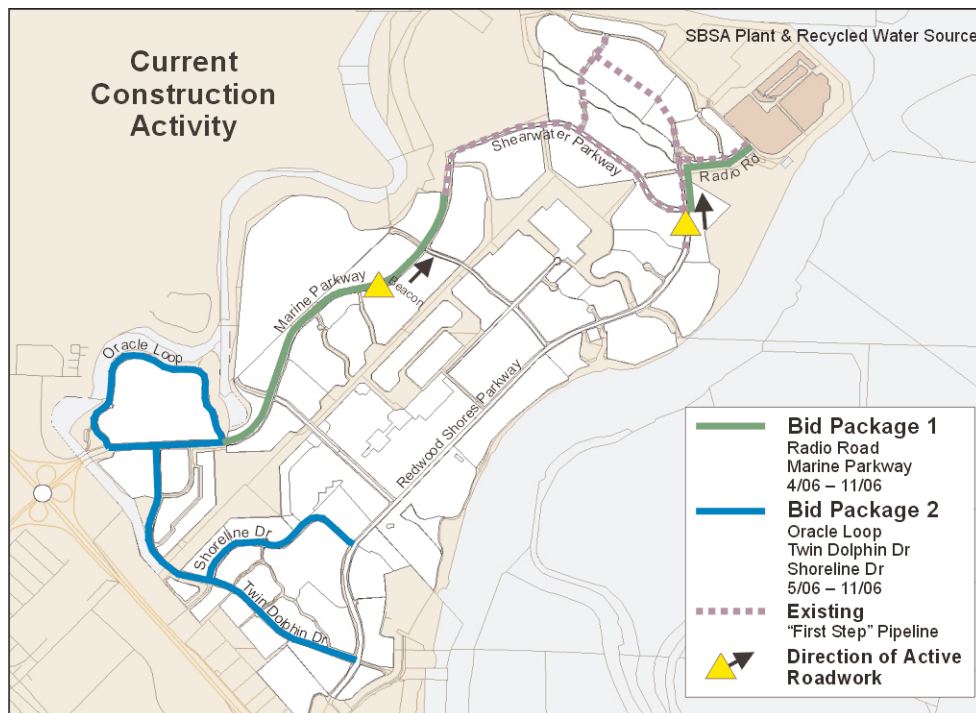 SBSA Plant & Recycled Water Source
Current
Construction
Activity
Shearwater Parkway
Radio Rd
Marine Parkway
Beacon
Oracle Loop
Redwood Shores Parkway
Shoreline Dr
Twin Dolphin Dr
Bid Package 1
Radio Road
Marine Parkway
4/06 – 11/06
Bid Package 2
Oracle Loop
Twin Dolphin Dr
Shoreline Dr
5/06 – 11/06
Existing
“First Step” Pipeline
Direction of Active
Roadwork